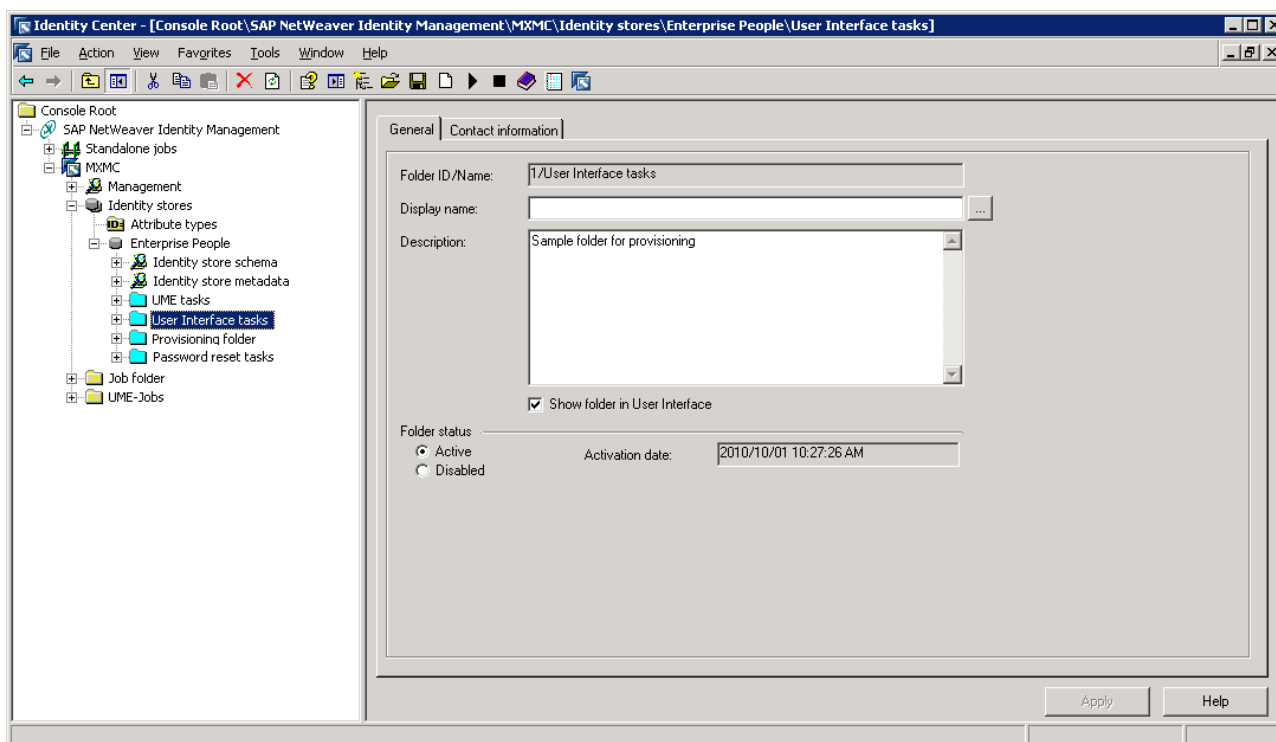 Identity Center - [Console Root\SAP NetWeaver Identity Management\MXMC\Identity stores\Enterprise People\User Interface tasks]
File Action View Favorites Tools Window Help
Console Root
SAP NetWeaver Identity Management
Standalone jobs
MXMC
Management
Identity stores
Attribute types
Enterprise People
Identity store schema
Identity store metadata
UME tasks
User Interface tasks
Provisioning folder
Password reset tasks
Job folder
UME-Jobs
General Contact information
Folder ID/Name: 1/User Interface tasks
Display name: ...
Description: Sample folder for provisioning
Show folder in User Interface
Folder status
Active
Activation date: 2010/10/01 10:27:26 AM
Disabled
Apply Help